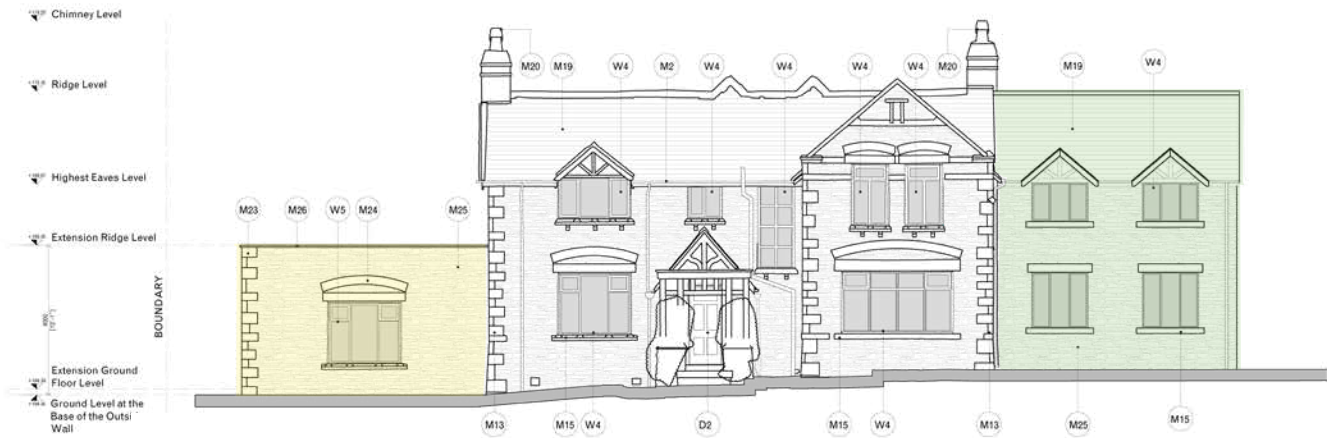 Chimney Level
Ridge Level
Highest Eaves Level
Extension Ridge Level
Extension Ground
Floor Level
Ground Level at the
Base of the Outsi
Wall
BOUNDARY
M20
M19
W4
M2
W4
W4
W4
W4
M20
M19
W4
M23
M26
W5
M24
M25
M13
M15
W4
D2
M15
W4
M13
M25
M15